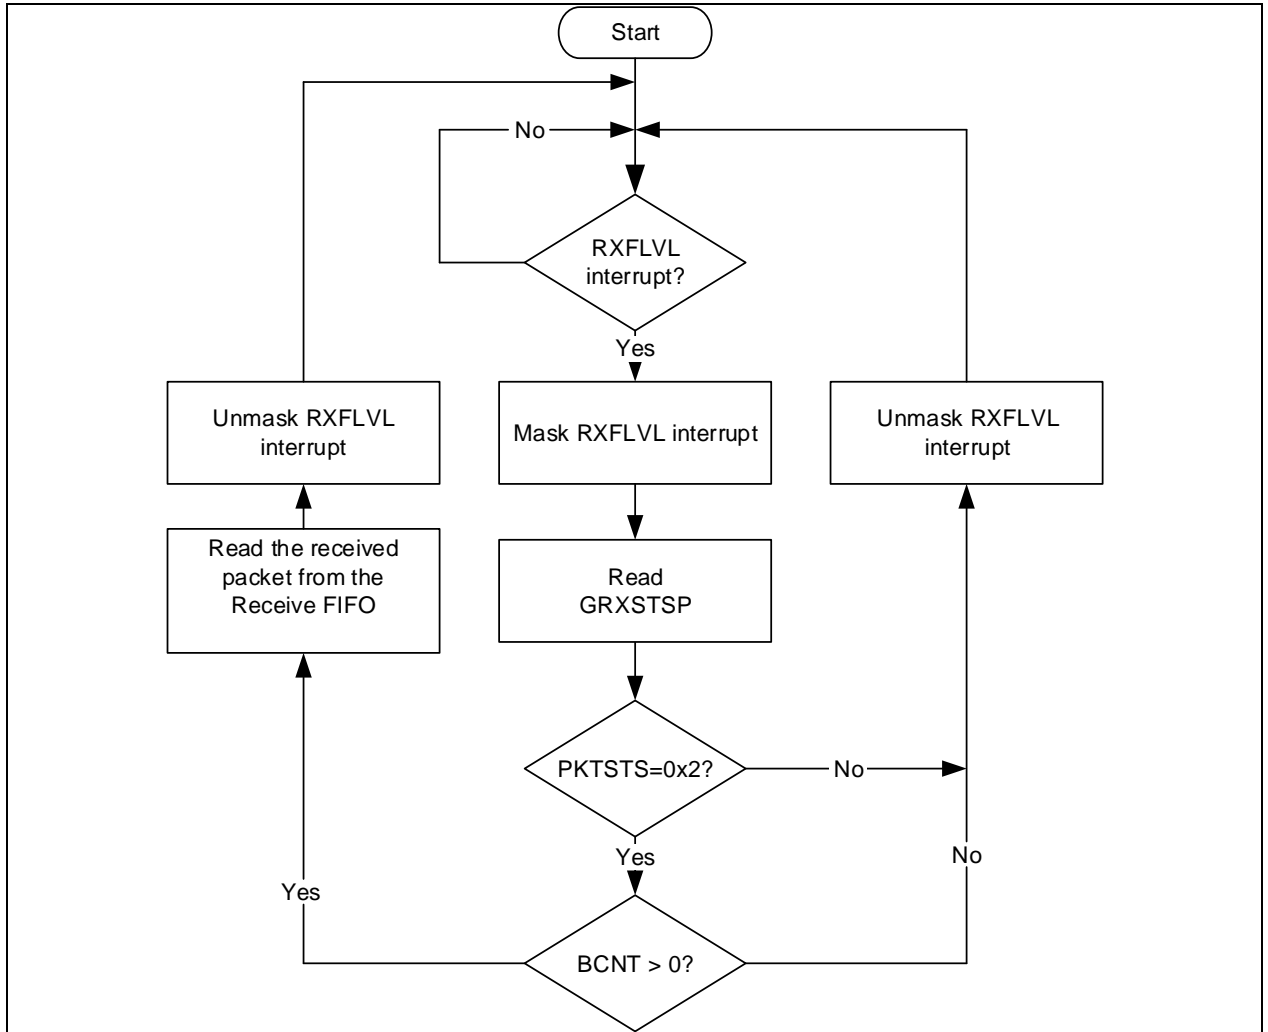 Start
No
RXFLVL
interrupt?
Yes
Unmask RXFLVL
interrupt
Mask RXFLVL interrupt
Unmask RXFLVL
interrupt
Read the received
packet from the
Receive FIFO
Read
GRXSTSP
PKTSTS=0x2?
No
Yes
No
Yes
BCNT > 0?